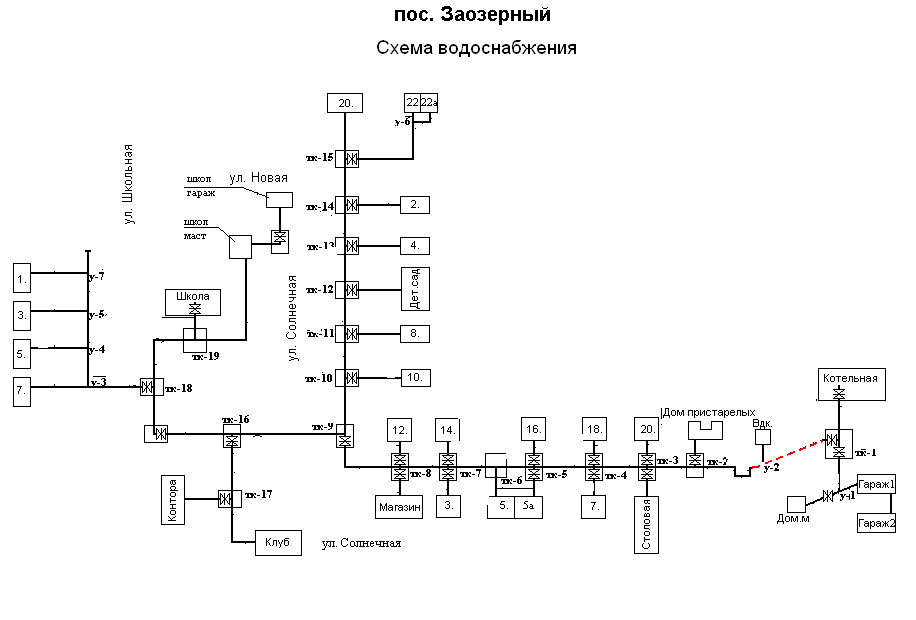 пос. Заозерный
Схема водоснабжения
20.
22 22а
у-6
тк-15
ул. Школьная
школ
гараж
ул. Новая
тк-14
2.
школ
маст
тк-13
4.
1.
у-7
тк-12
Дет.сад
Школа
3.
у-5
ул. Солнечная
тк-11
8.
5.
у-4
тк-19
тк-10
10.
7.
у-3
тк-18
Котельная
тк-16
тк-9
12.
14.
16.
18.
20.
Дом пристарелых
Вдк.
тк-8
тк-7
тк-6
тк-5
тк-4
тк-3
тк-2
у-2
тк-1
Контора
тк-17
Магазин
3.
5.
5а
7.
Столовая
Дом.м
у-1
Гараж1
Гараж2
Клуб
ул. Солнечная